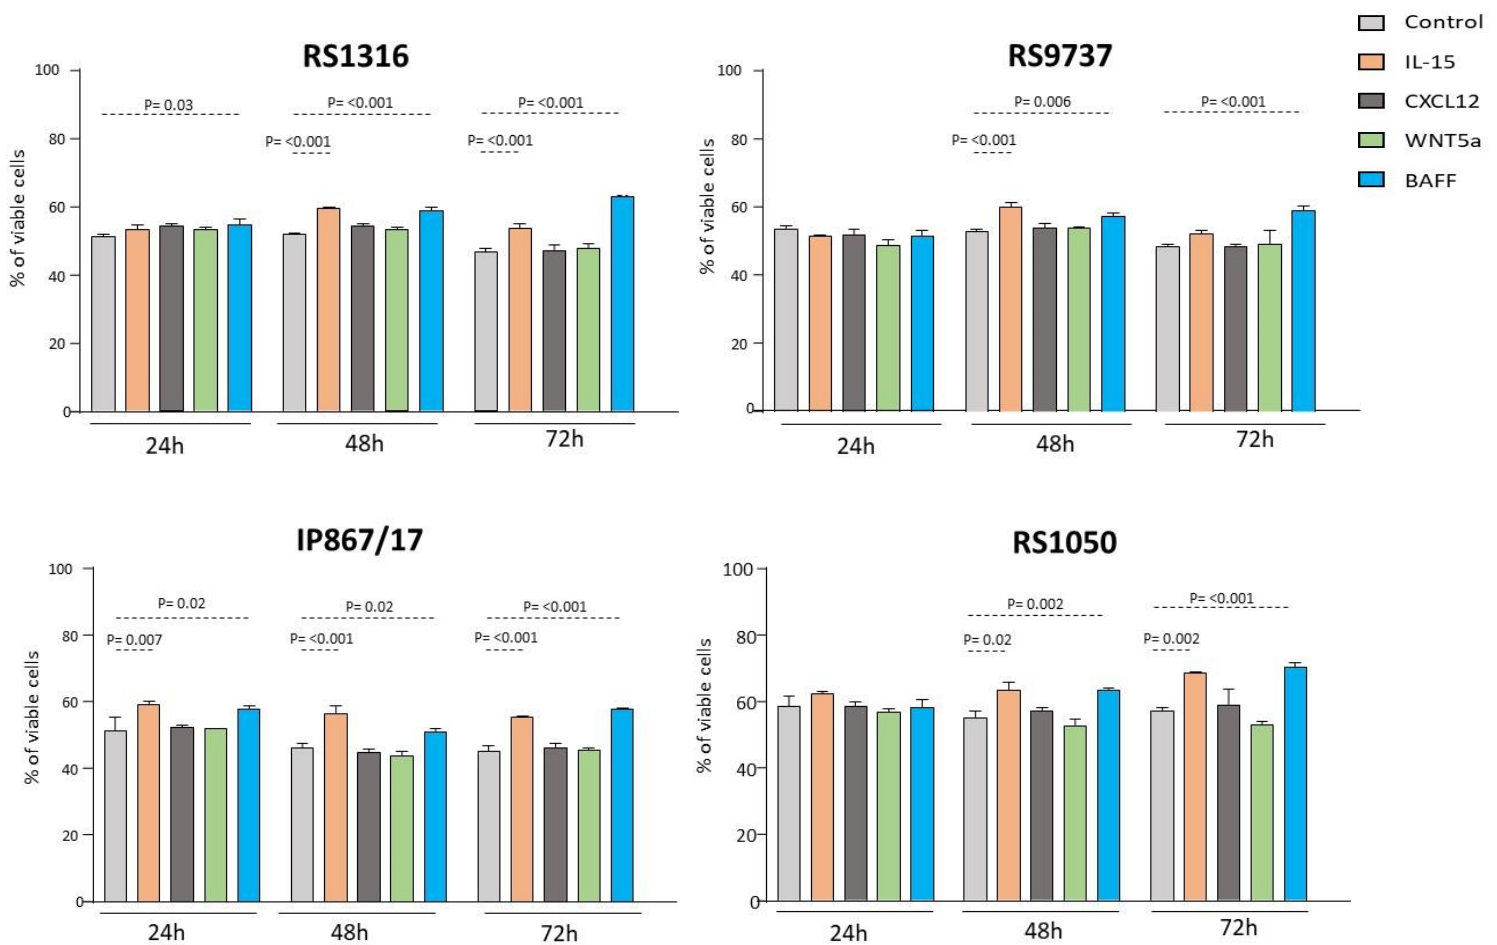 Control
IL-15
CXCL12
WNT5a
BAFF
RS1316
% of viable cells
100
80
60
40
20
0
P= 0.03
P= <0.001
P= <0.001
P= <0.001
P= <0.001
24h
48h
72h
RS9737
% of viable cells
100
80
60
40
20
0
P= 0.006
P= <0.001
P= <0.001
24h
48h
72h
IP867/17
% of viable cells
100
80
60
40
20
0
P= 0.02
P= 0.007
P= 0.02
P= <0.001
P= <0.001
P= <0.001
24h
48h
72h
RS1050
% of viable cells
100
80
60
40
20
0
P= 0.002
P= 0.02
P= <0.001
P= 0.002
24h
48h
72h